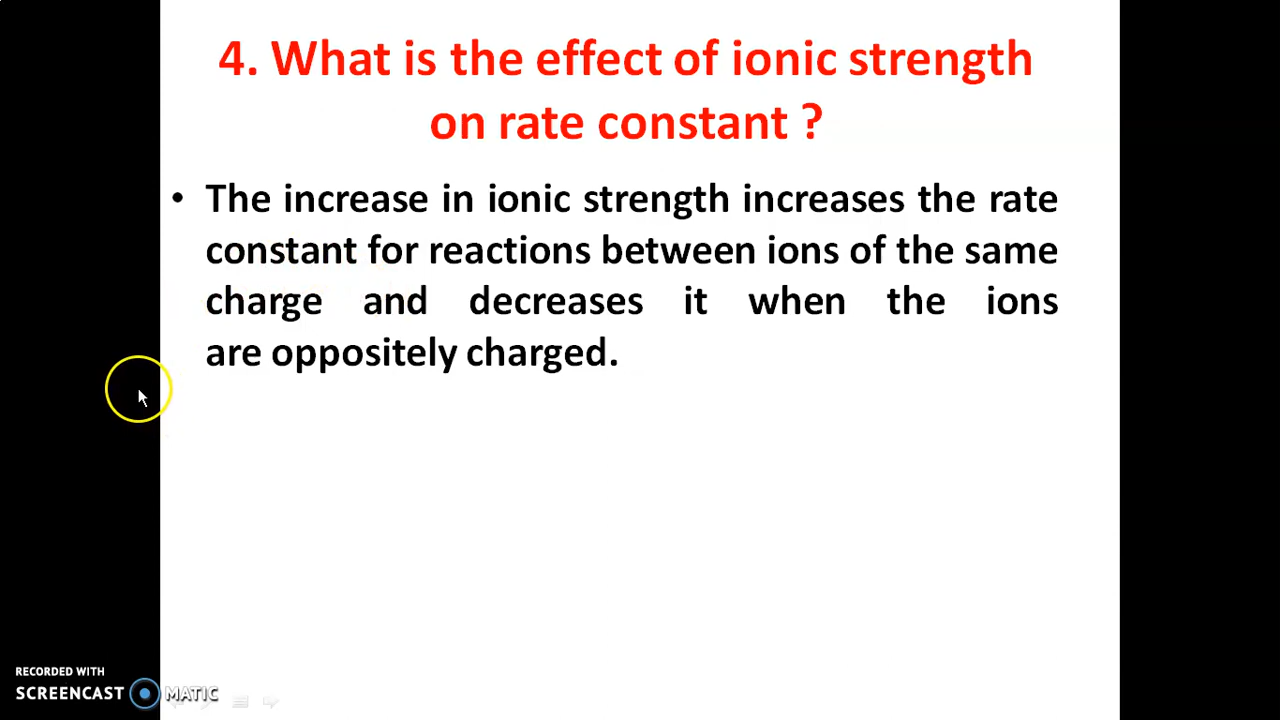 4. What is the effect of ionic strength
on rate constant ?
• The increase in ionic strength increases the rate
constant for reactions between ions of the same
charge and decreases it when the ions
are oppositely charged.
RECORDED WITH
SCREENCAST MATIC